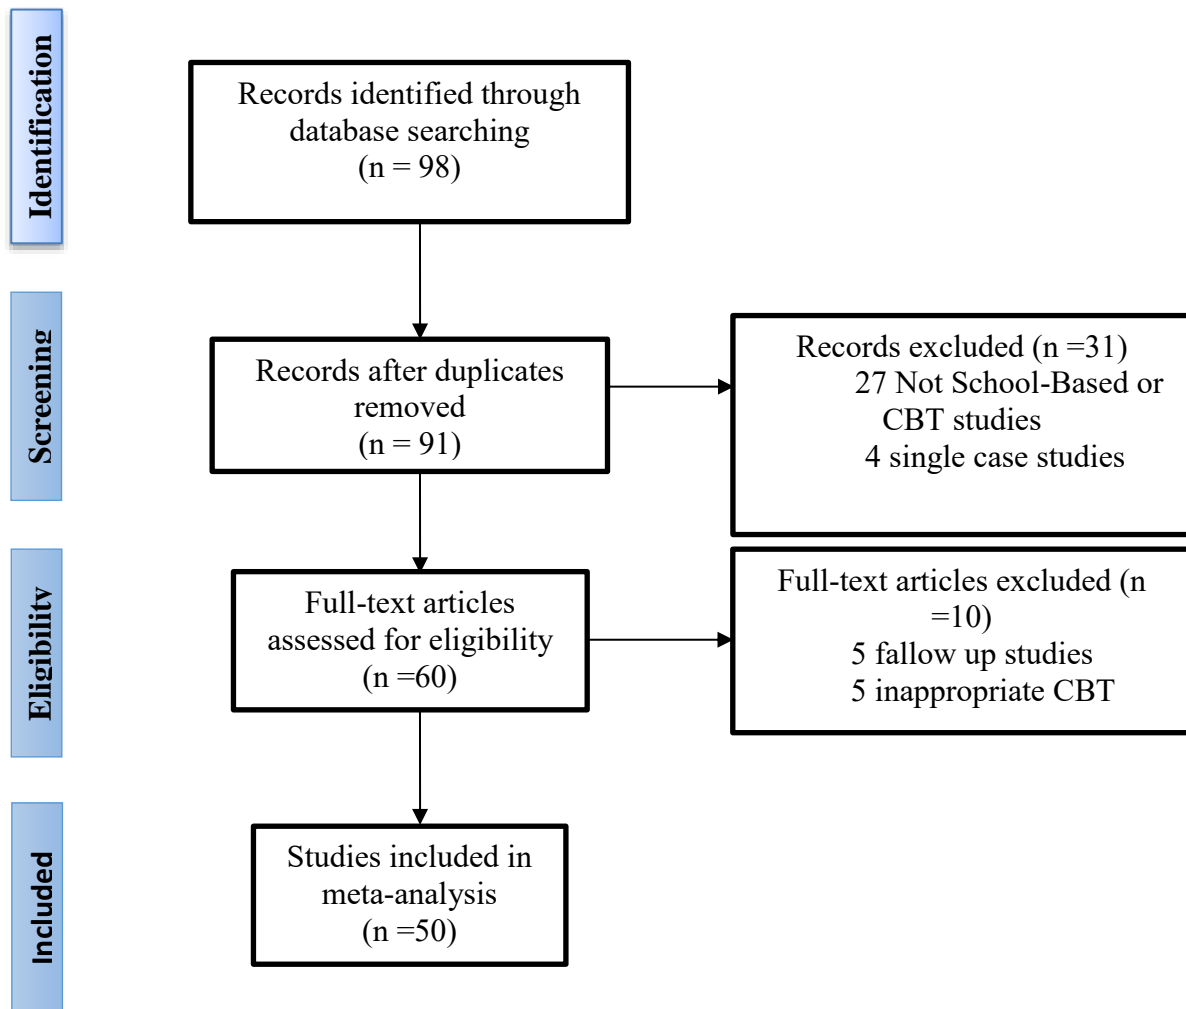 Identification
Records identified through
database searching
(n = 98)
Screening
Records after duplicates
removed
(n = 91)
Records excluded (n =31)
27 Not School-Based or
CBT studies
4 single case studies
Eligibility
Full-text articles
assessed for eligibility
(n =60)
Full-text articles excluded (n
=10)
5 fallow up studies
5 inappropriate CBT
Included
Studies included in
meta-analysis
(n =50)